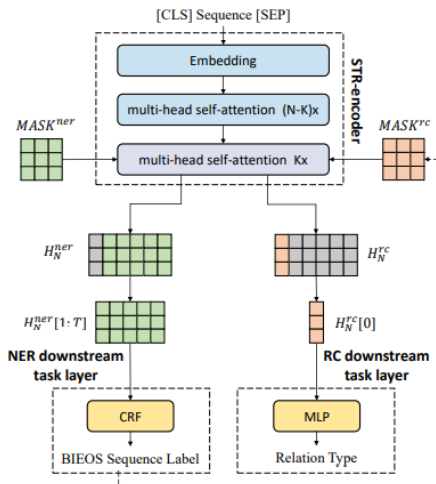 [CLS] Sequence [SEP]
Embedding
STR-encoder
multi-head self-attention (N-K)x
MASK^{ner}
MASK^{rc}
multi-head self-attention Kx
H_N^{ner}
H_N^{rc}
H_N^{ner}[1:T]
H_N^{rc}[0]
NER downstream
task layer
RC downstream
task layer
CRF
MLP
BIEOS Sequence Label
Relation Type